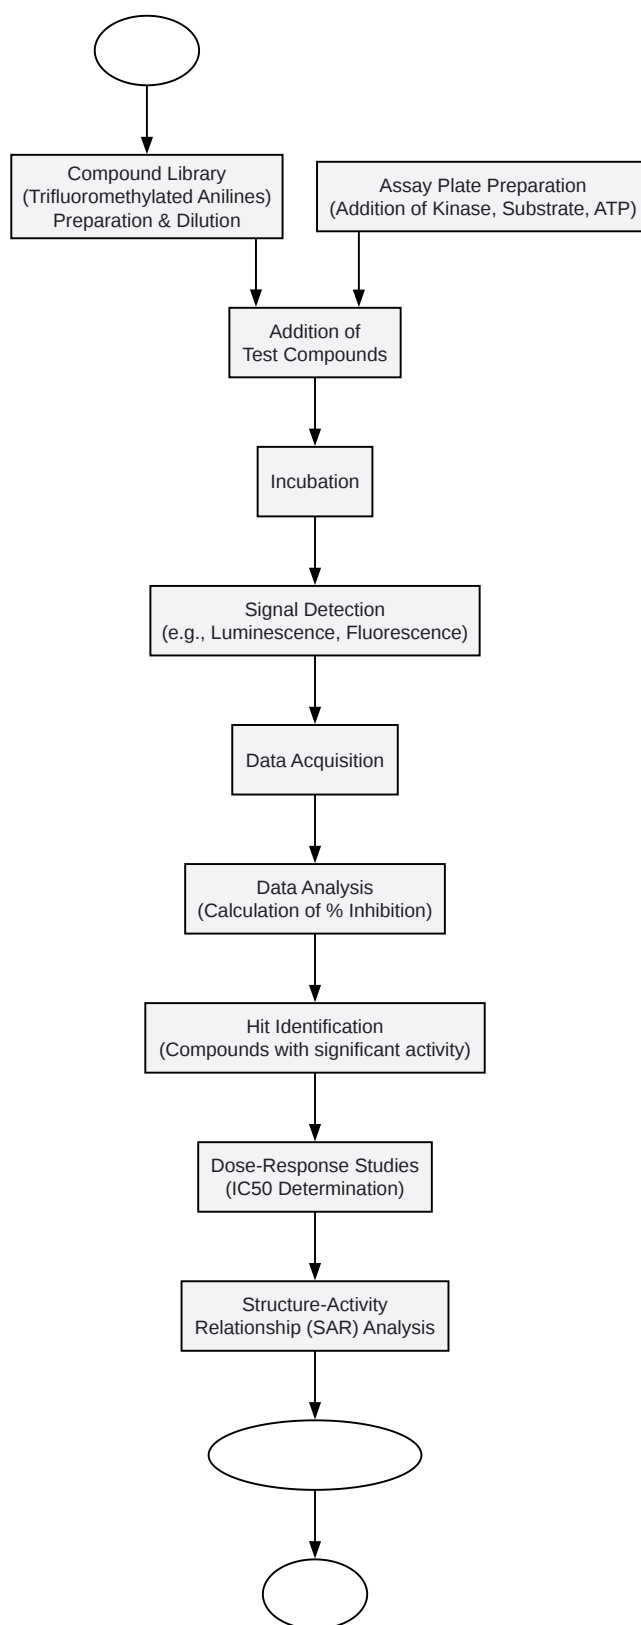 Compound Library
(Trifluoromethylated Anilines)
Preparation & Dilution
Assay Plate Preparation
(Addition of Kinase, Substrate, ATP)
Addition of
Test Compounds
Incubation
Signal Detection
(e.g., Luminescence, Fluorescence)
Data Acquisition
Data Analysis
(Calculation of % Inhibition)
Hit Identification
(Compounds with significant activity)
Dose-Response Studies
(IC50 Determination)
Structure-Activity
Relationship (SAR) Analysis